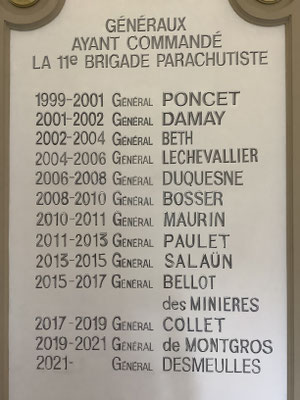 GÉNÉRAUX
AYANT COMMANDÉ
LA 11e BRIGADE PARACHUTISTE
1999-2001 GÉNÉRAL PONCET
2001-2002 GÉNÉRAL DAMAY
2002-2004 GÉNÉRAL BETH
2004-2006 GÉNÉRAL LECHEVALLIER
2006-2008 GÉNÉRAL DUQUESNE
2008-2010 GÉNÉRAL BOSSER
2010-2011 GÉNÉRAL MAURIN
2011-2013 GÉNÉRAL PAULET
2013-2015 GÉNÉRAL SALAÜN
2015-2017 GÉNÉRAL BELLOT
des MINIERES
2017-2019 GÉNÉRAL COLLET
2019-2021 GÉNÉRAL de MONTGROS
2021- GÉNÉRAL DESMEULLES